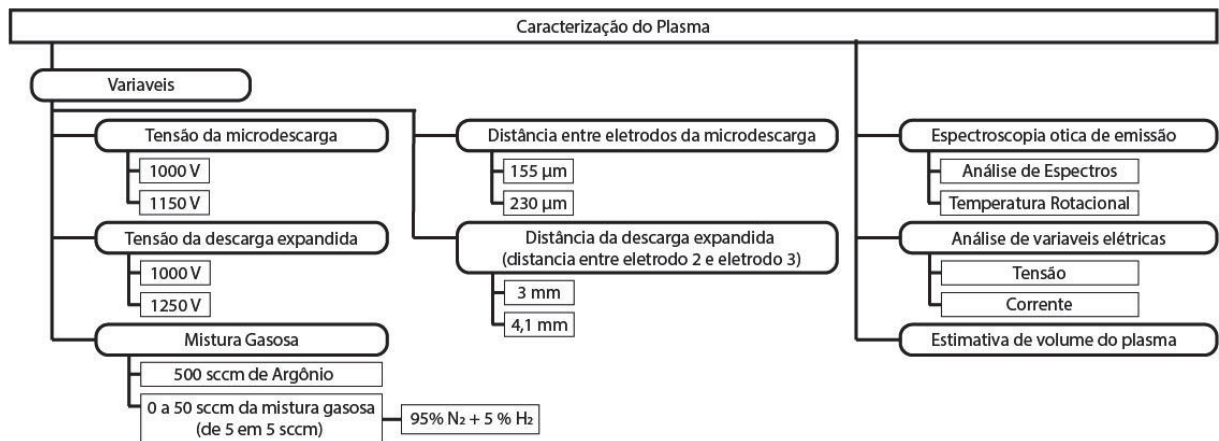 Caracterização do Plasma
Variaveis
Tensão da microdescarga
1000 V
1150 V
Tensão da descarga expandida
1000 V
1250 V
Mistura Gasosa
500 sccm de Argônio
0 a 50 sccm da mistura gasosa
(de 5 em 5 sccm)
95% N₂ + 5 % H₂
Distância entre eletrodos da microdescarga
155 µm
230 µm
Distância da descarga expandida
(distancia entre eletrodo 2 e eletrodo 3)
3 mm
4,1 mm
Espectroscopia otica de emissão
Análise de Espectros
Temperatura Rotacional
Análise de variaveis elétricas
Tensão
Corrente
Estimativa de volume do plasma